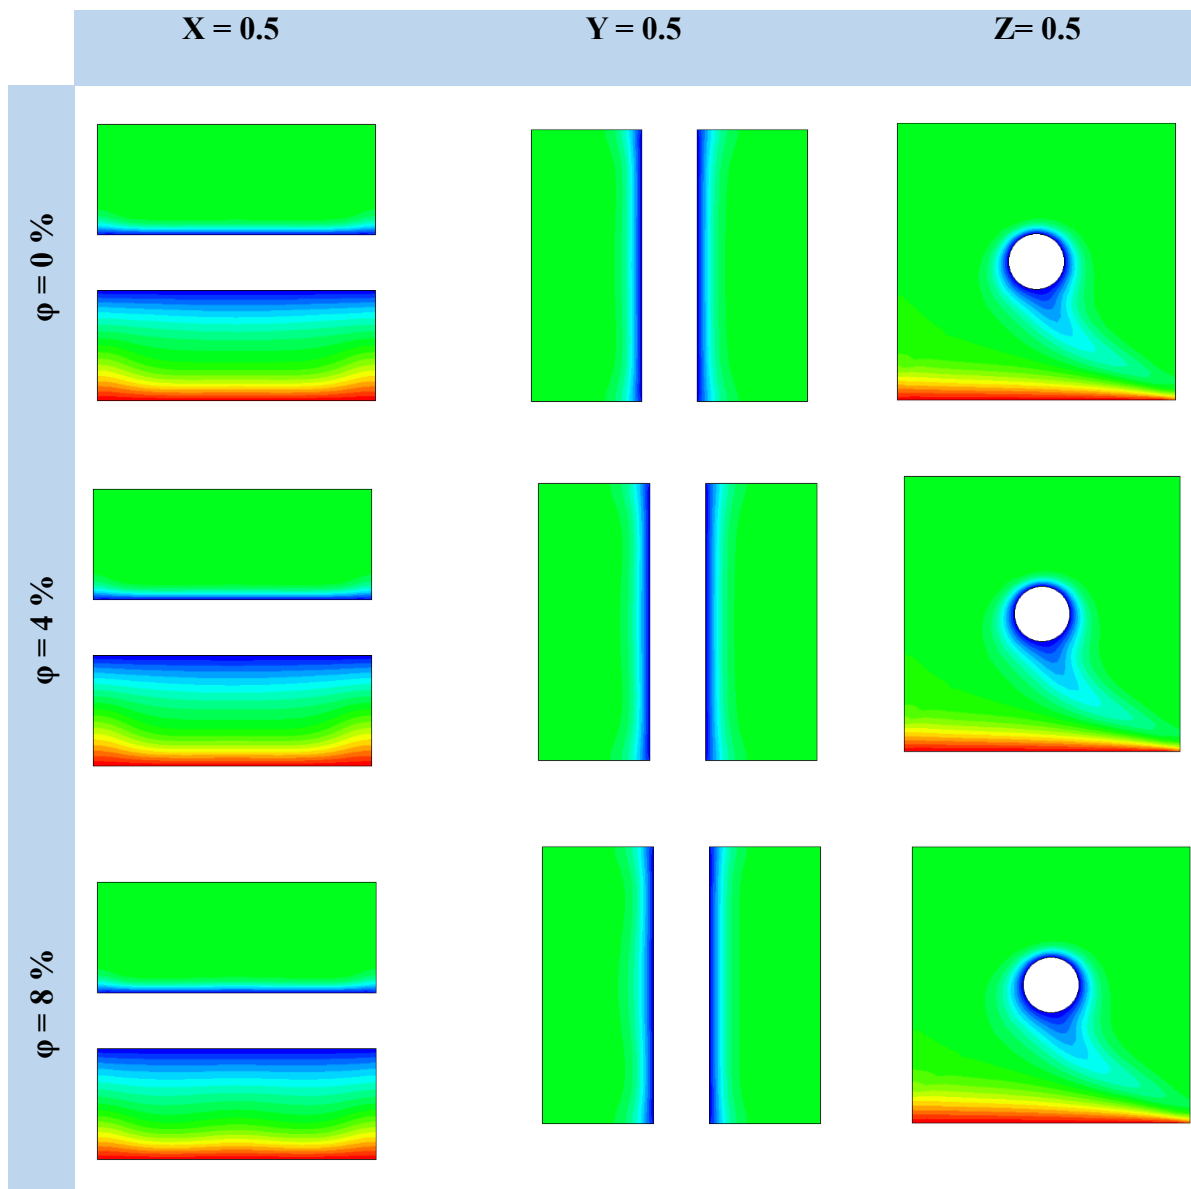 X = 0.5
Y = 0.5
Z= 0.5
φ = 0 %
φ = 4 %
φ = 8 %